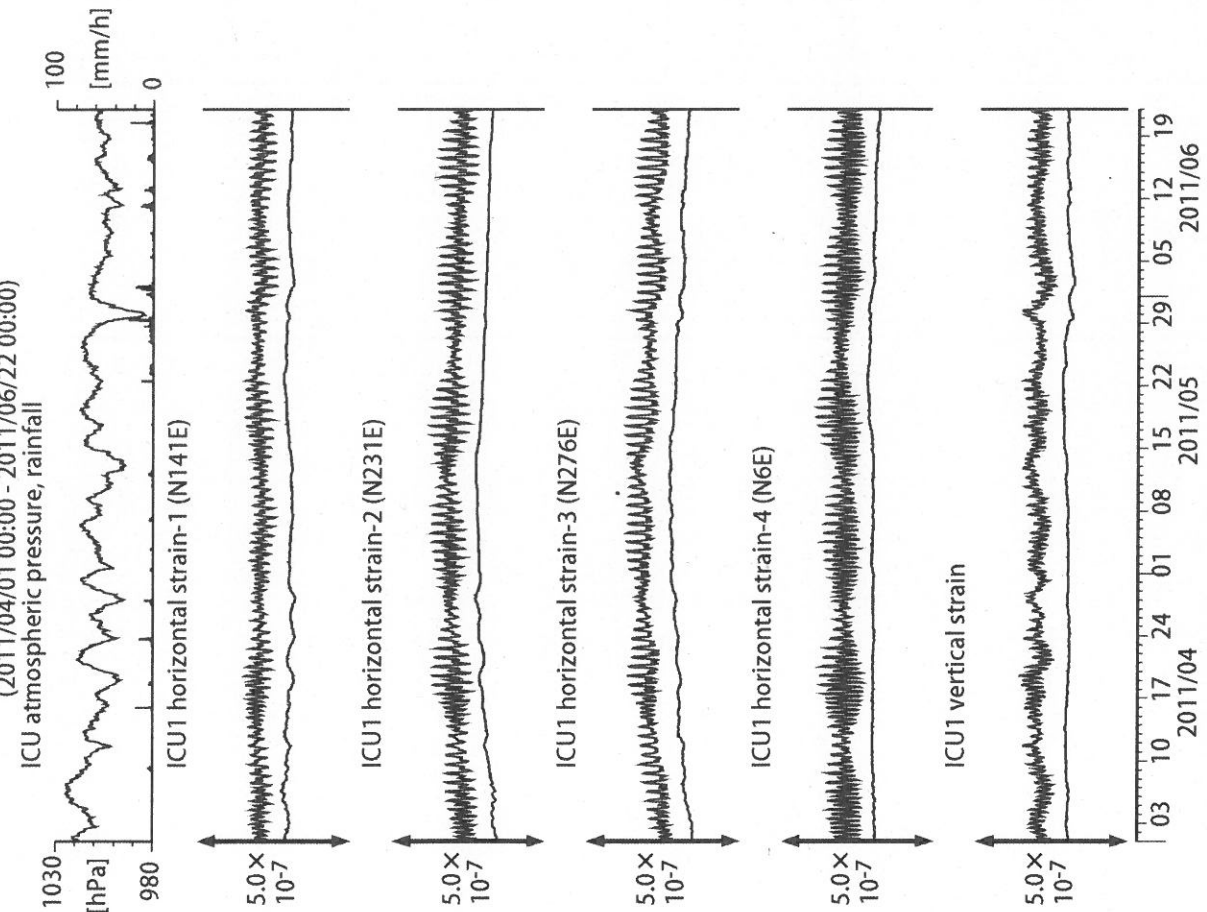 (2011/04/01 00:00 - 2011/06/22 00:00)
ICU atmospheric pressure, rainfall
1030
[hPa]
980
100
[mm/h]
0
ICU1 horizontal strain-1 (N141E)
5.0×
10-7
ICU1 horizontal strain-2 (N231E)
5.0×
10-7
ICU1 horizontal strain-3 (N276E)
5.0×
10-7
ICU1 horizontal strain-4 (N6E)
5.0×
10-7
ICU1 vertical strain
5.0×
10-7
03 10 17 24 01 08 15 22 29 05 12 19
2011/04 2011/05 2011/06